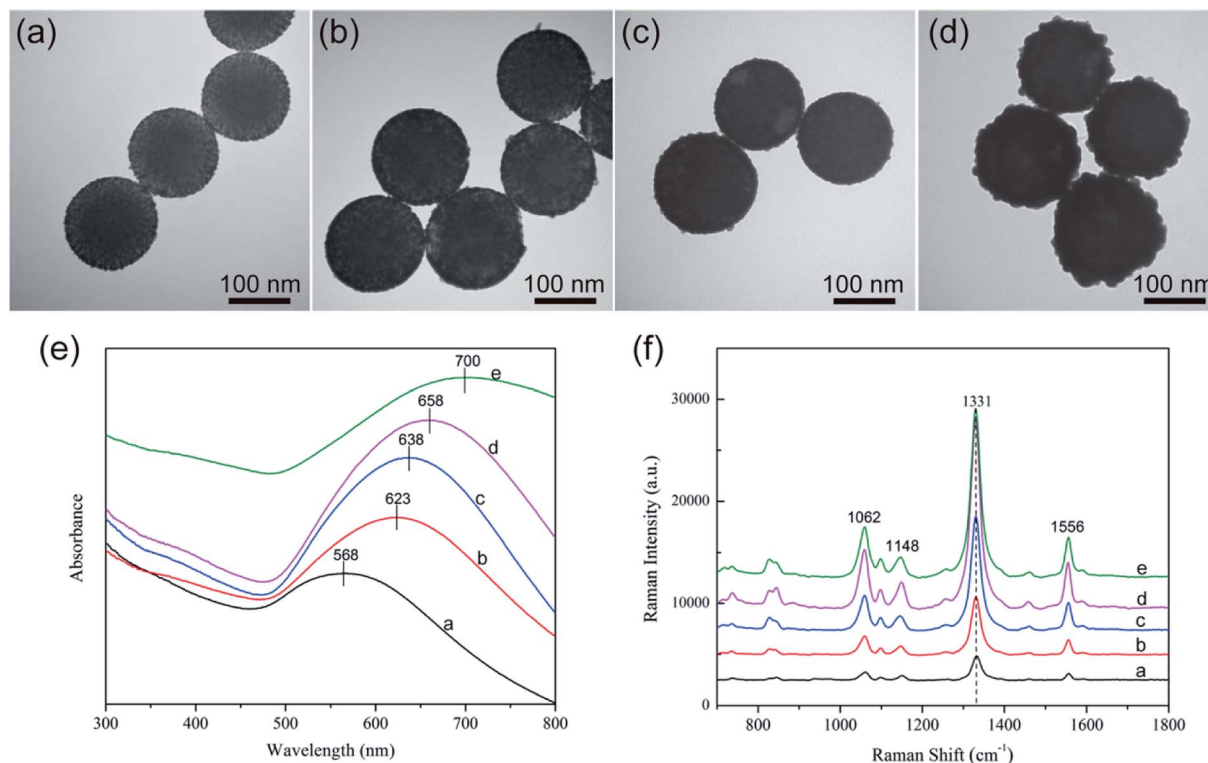 (a)
(b)
(c)
(d)
100 nm
100 nm
100 nm
100 nm
(e)
700
e
658
638
d
623
c
568
b
a
Absorbance
300
400
500
600
700
800
Wavelength (nm)
(f)
30000
20000
10000
0
Raman Intensity (a.u.)
1331
1062
1148
1556
e
d
c
b
a
800
1000
1200
1400
1600
1800
Raman Shift (cm⁻¹)